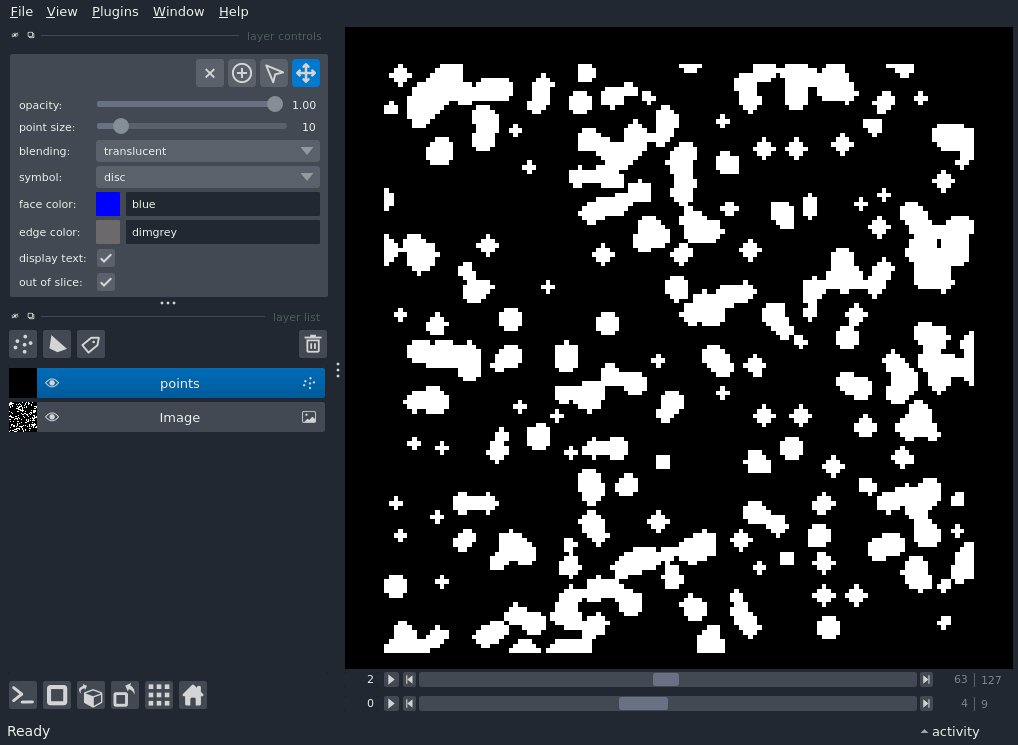 File View Plugins Window Help
layer controls
opacity: 1.00
point size: 10
blending: translucent
symbol: disc
face color: blue
edge color: dimgrey
display text:
out of slice:
layer list
points
Image
2 63 127
0 4 9
Ready activity